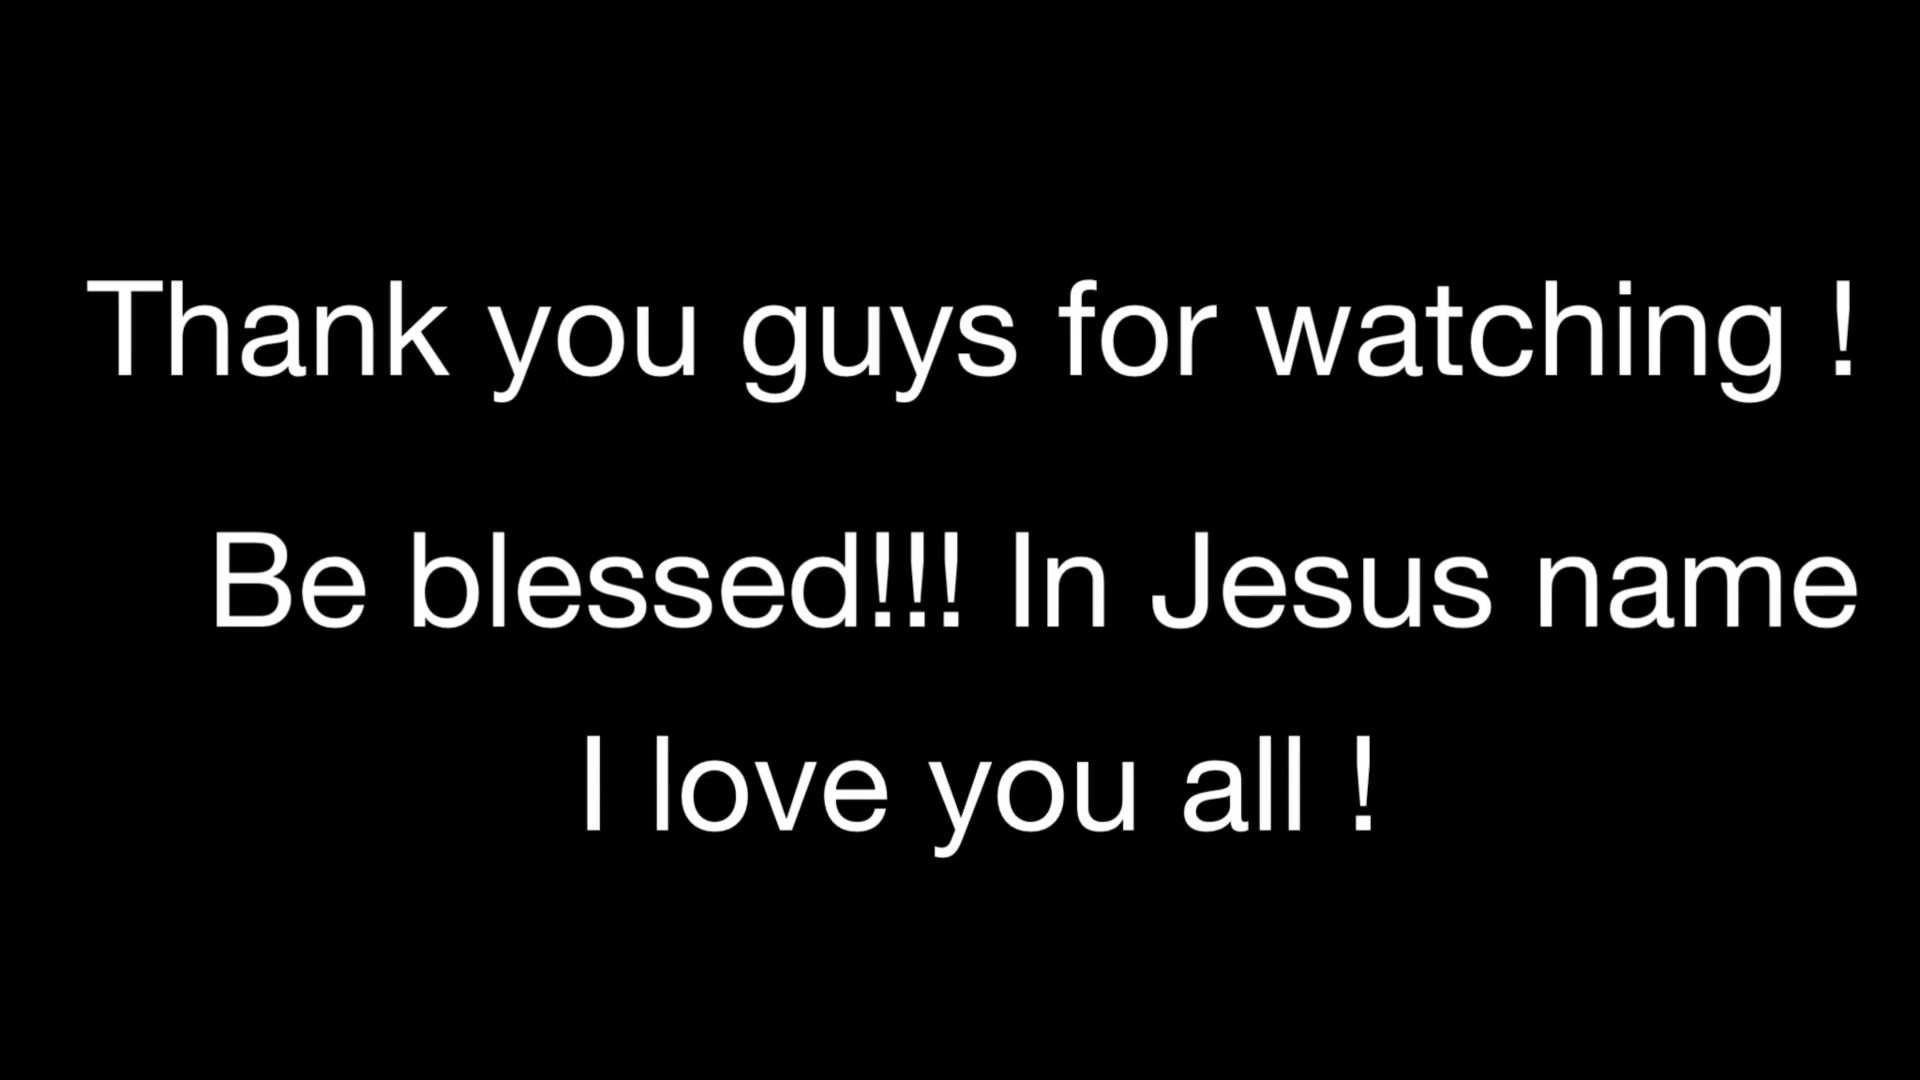 Thank you guys for watching !
Be blessed!!! In Jesus name
I love you all !